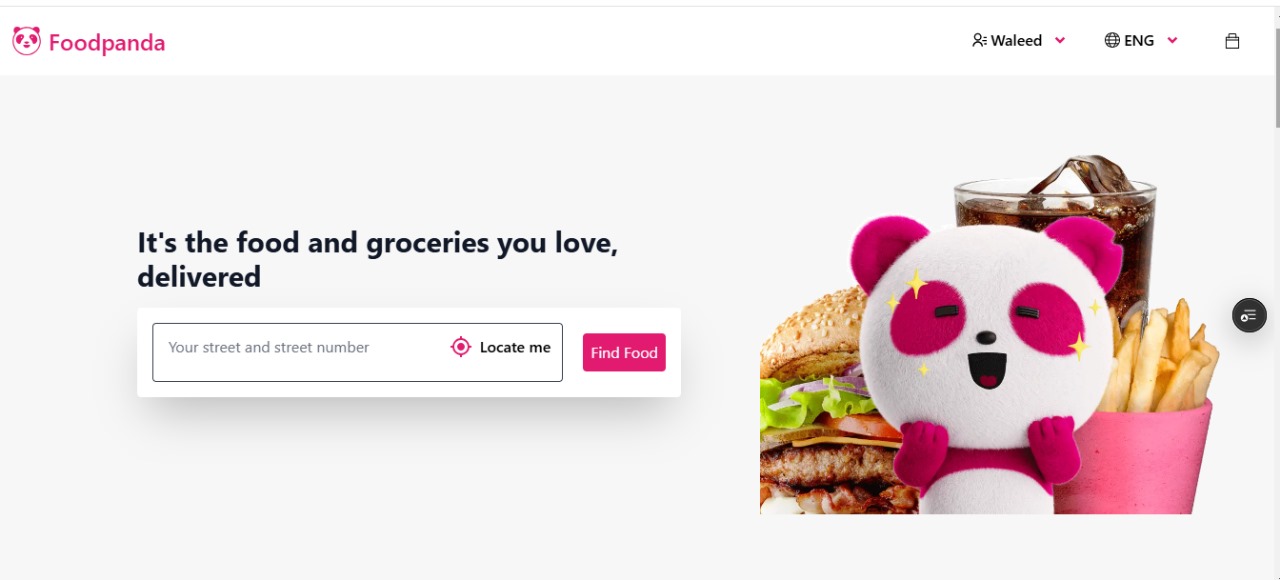 Foodpanda
Waleed
ENG
It's the food and groceries you love,
delivered
Your street and street number
Locate me
Find Food